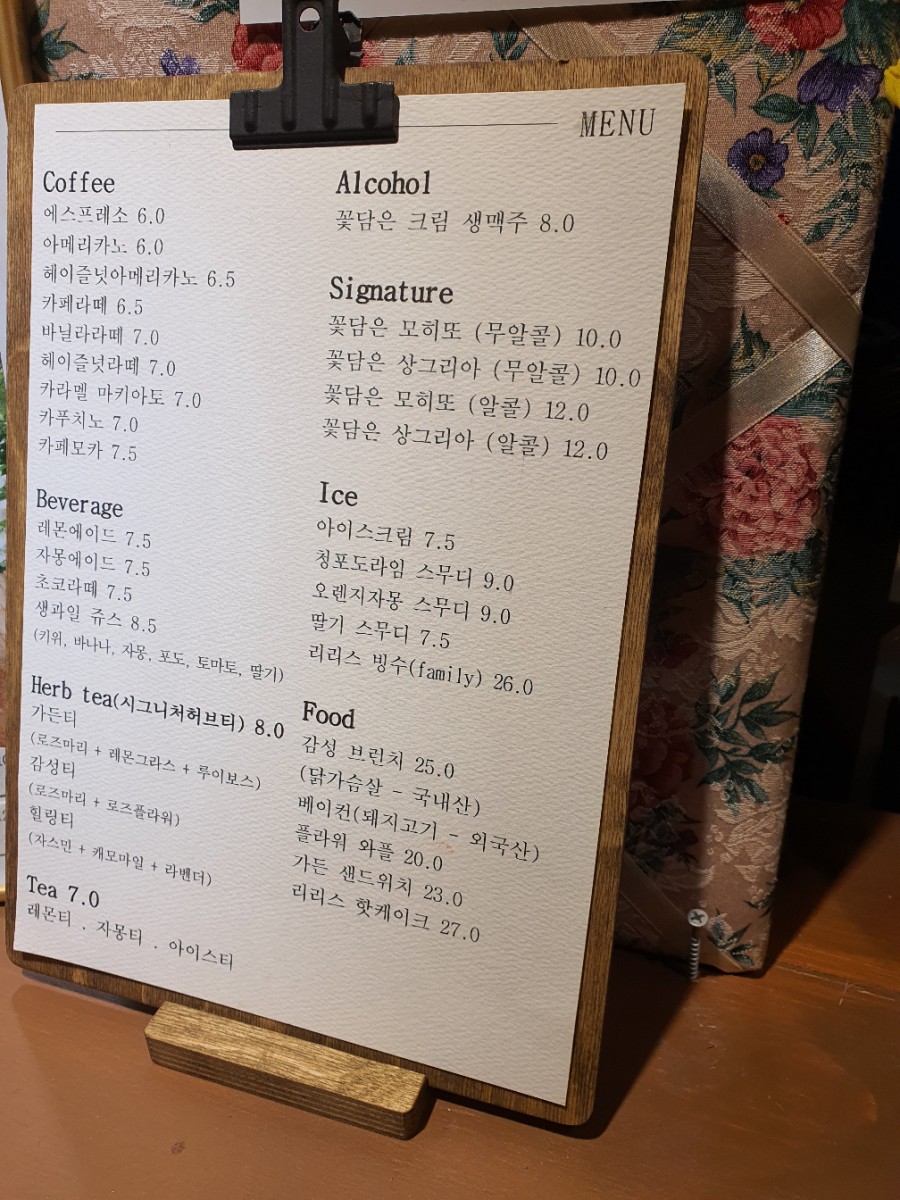 MENU
Coffee
에스프레소 6.0
아메리카노 6.0
헤이즐넛아메리카노 6.5
카페라떼 6.5
바닐라라떼 7.0
헤이즐넛라떼 7.0
카라멜 마키아토 7.0
카푸치노 7.0
카페모카 7.5
Beverage
레몬에이드 7.5
자몽에이드 7.5
초코라떼 7.5
생과일 쥬스 8.5
(키위, 바나나, 자몽, 포도, 토마토, 딸기)
Herb tea(시그니처허브티) 8.0
가든티
(로즈마리 + 레몬그라스 + 루이보스)
감성티
(로즈마리 + 로즈플라워)
힐링티
(자스민 + 캐모마일 + 라벤더)
Tea 7.0
레몬티 . 자몽티 . 아이스티
Alcohol
꽃담은 크림 생맥주 8.0
Signature
꽃담은 모히또 (무알콜) 10.0
꽃담은 상그리아 (무알콜) 10.0
꽃담은 모히또 (알콜) 12.0
꽃담은 상그리아 (알콜) 12.0
Ice
아이스크림 7.5
청포도라임 스무디 9.0
오렌지자몽 스무디 9.0
딸기 스무디 7.5
리리스 빙수(family) 26.0
Food
감성 브런치 25.0
(닭가슴살 - 국내산)
베이컨(돼지고기 - 외국산)
플라워 와플 20.0
가든 샌드위치 23.0
리리스 핫케이크 27.0